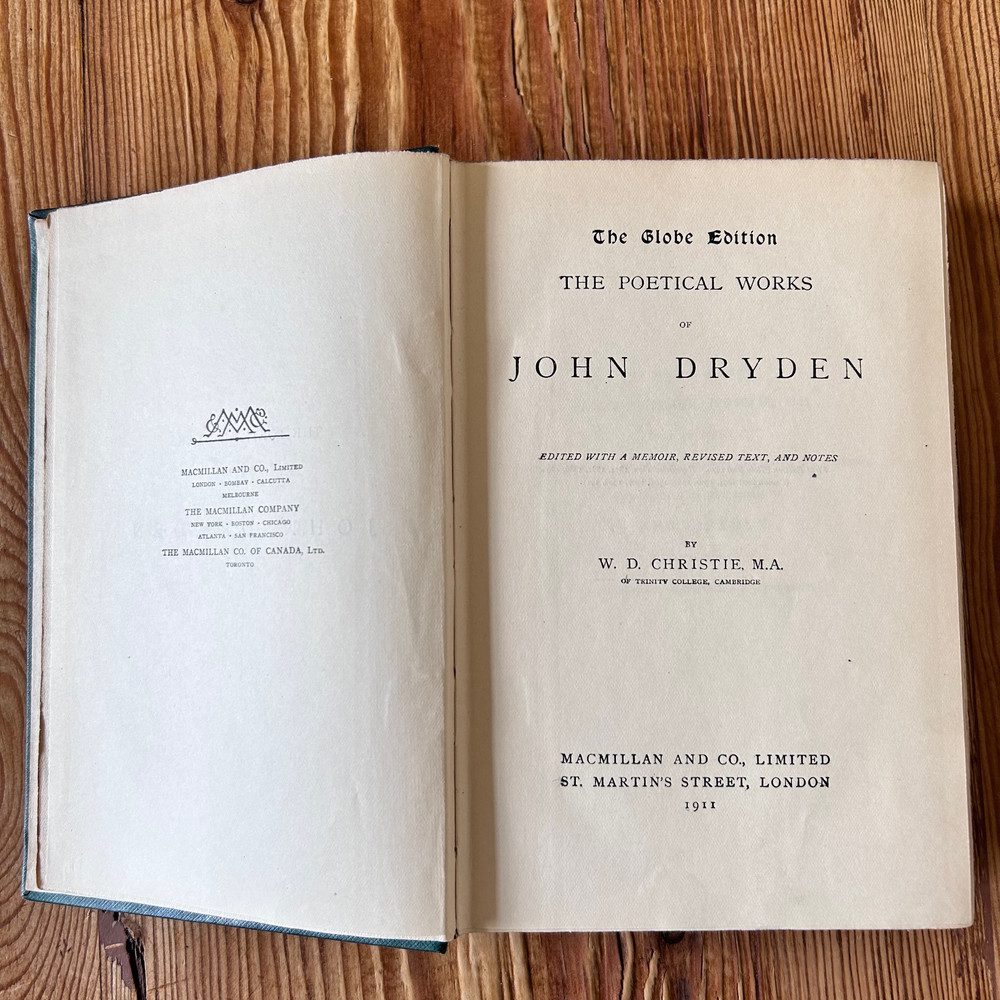 MACMILLAN AND CO., LIMITED
LONDON · BOMBAY · CALCUTTA
MELBOURNE
THE MACMILLAN COMPANY
NEW YORK · BOSTON · CHICAGO
ATLANTA · SAN FRANCISCO
THE MACMILLAN CO. OF CANADA, LTD.
TORONTO
The Globe Edition
THE POETICAL WORKS
OF
JOHN DRYDEN
EDITED WITH A MEMOIR, REVISED TEXT, AND NOTES
BY
W. D. CHRISTIE, M.A.
OF TRINITY COLLEGE, CAMBRIDGE
MACMILLAN AND CO., LIMITED
ST. MARTIN'S STREET, LONDON
1911